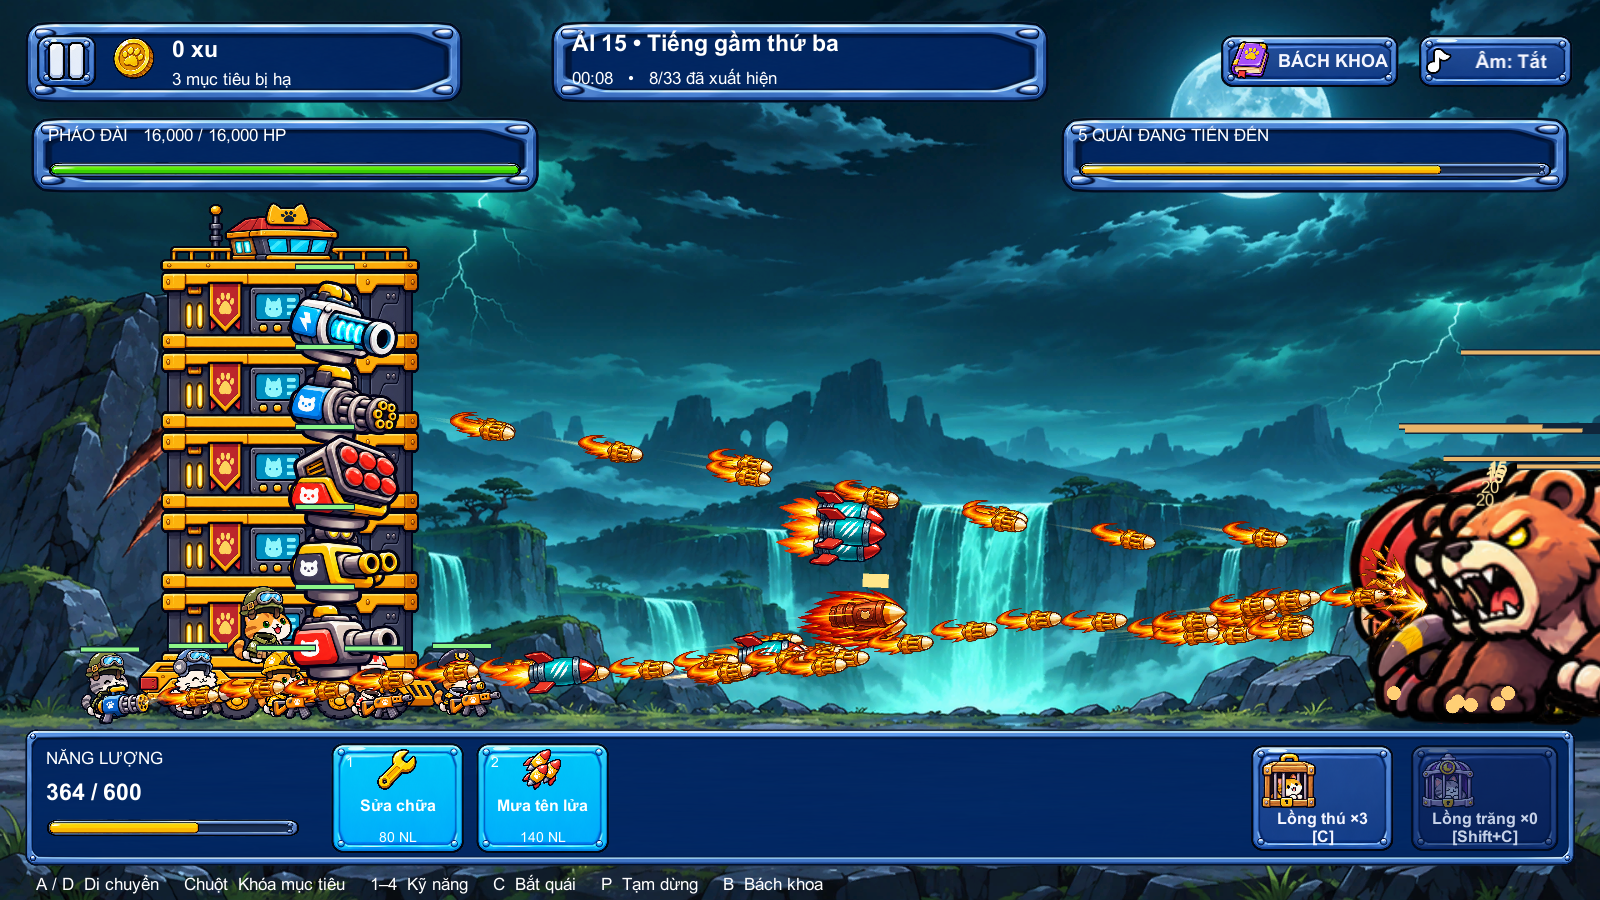 0 xu
3 mục tiêu bị hạ
ẢI 15 • Tiếng gầm thứ ba
00:08 • 8/33 đã xuất hiện
BÁCH KHOA
Âm: Tắt
PHÁO ĐÀI 16,000 / 16,000 HP
5 QUÁI ĐANG TIẾN ĐẾN
15
20
20
NĂNG LƯỢNG
364 / 600
1
Sửa chữa
80 NL
2
Mưa tên lửa
140 NL
Lồng thú ×3
[C]
Lồng trăng ×0
[Shift+C]
A / D Di chuyển Chuột Khóa mục tiêu 1–4 Kỹ năng C Bắt quái P Tạm dừng B Bách khoa